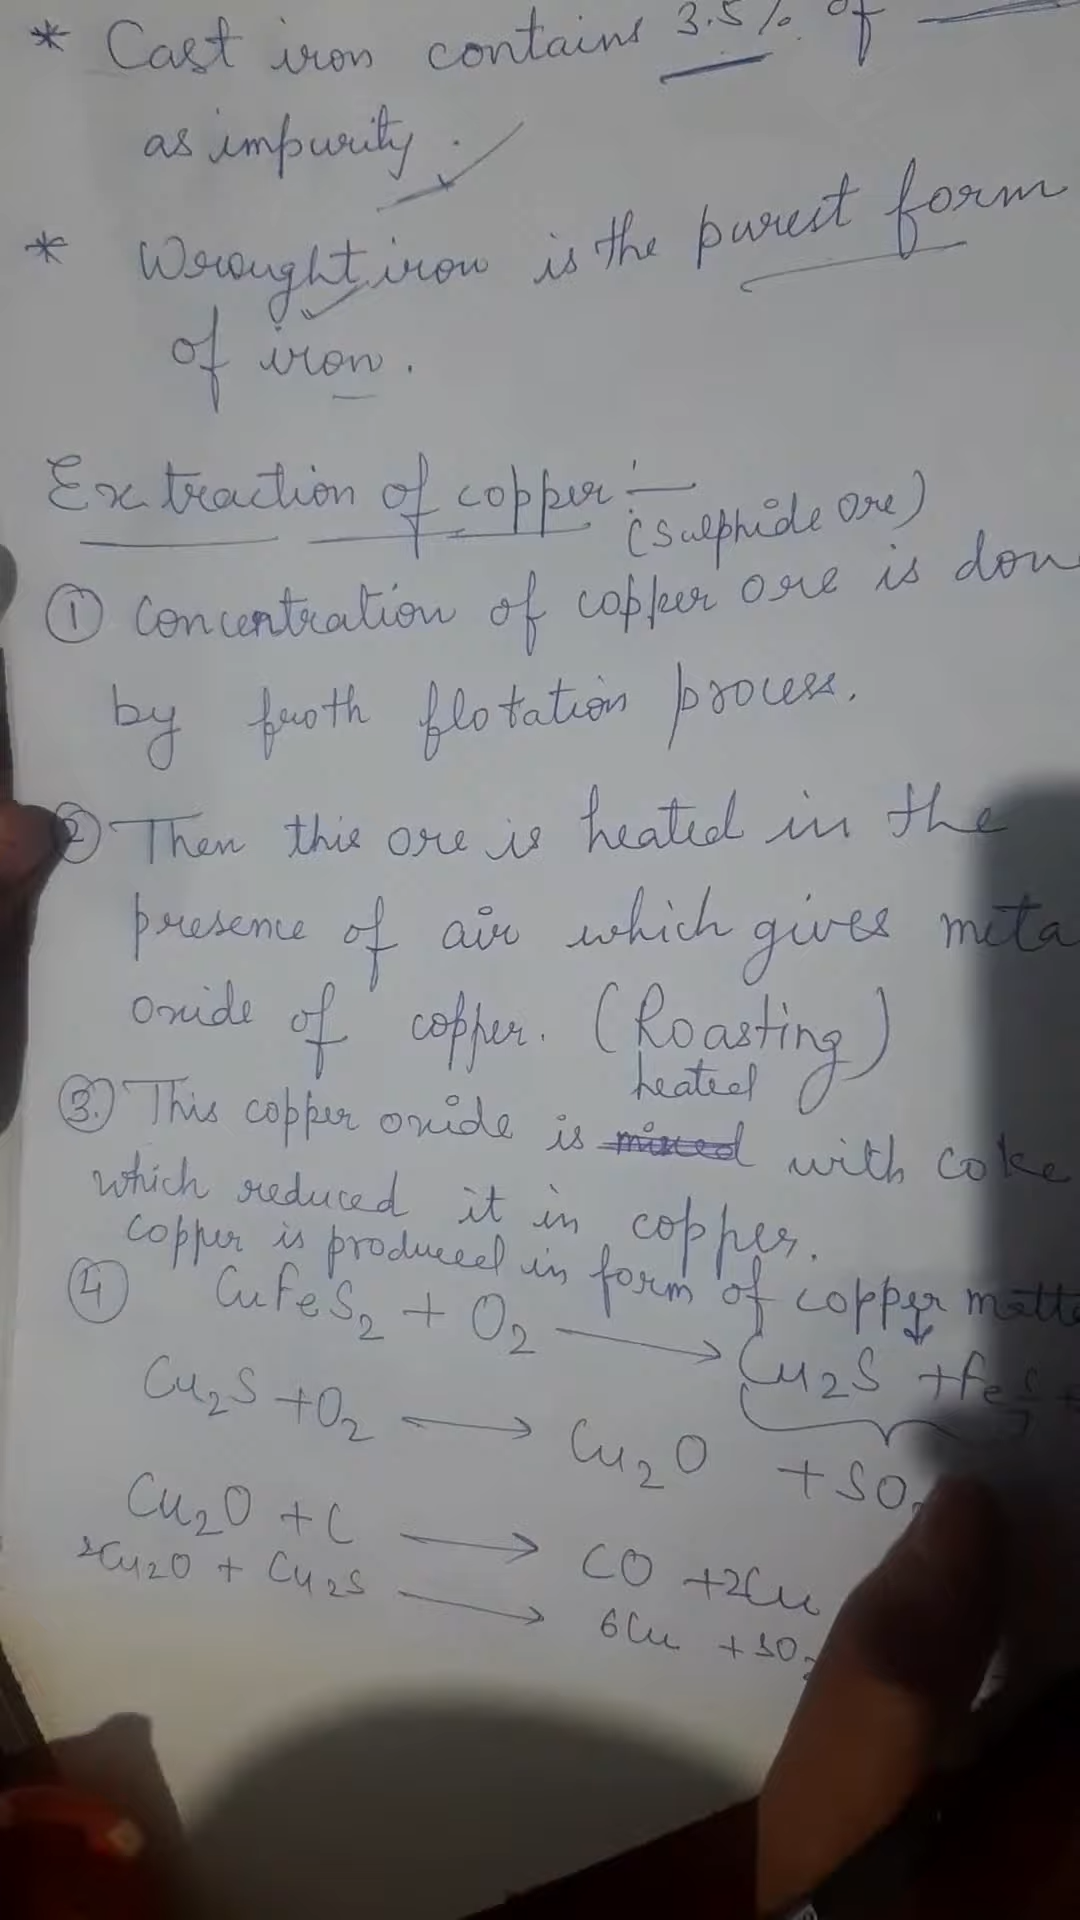 * Cast iron contains 3.5% of
as impurity.
* Wrought iron is the purest form
of iron.
Extraction of copper :-
(Sulphide Ore)
① Concentration of copper ore is
by froth flotation process.
② Then this ore is heated in the
presence of air which gives
oxide of copper. (Roasting)
heated
③. This copper oxide is mixed with coke
which reduced it in copper.
copper is produced in form of copper
④ CuFeS2 + O2 ⟶ Cu2S +
Cu2S + O2 ⟶ Cu2O + SO2
Cu2O + C ⟶ CO + 2Cu
2Cu2O + Cu2S ⟶ 6Cu + SO2